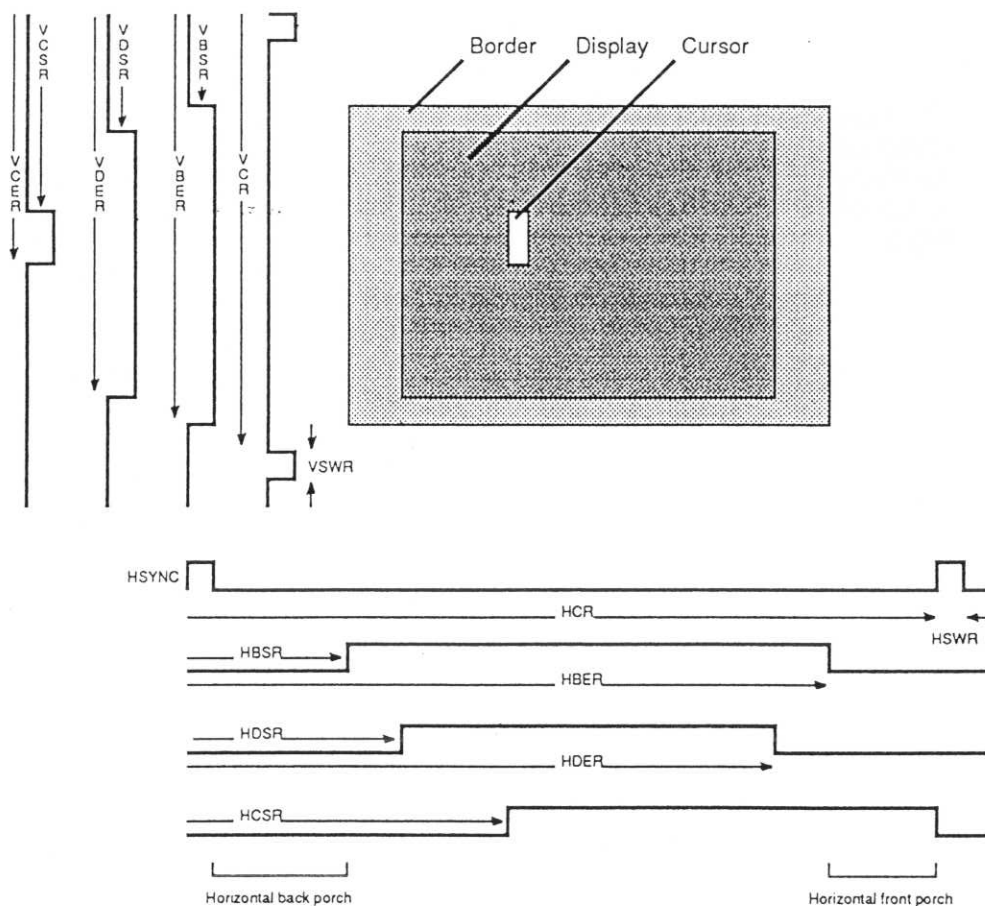 VCSR
VDSR
VBSR
VCER
VDER
VBER
VCR
Border Display Cursor
VSWR
HSYNC
HCR
HSWR
HBSR
HBER
HDSR
HDER
HCSR
Horizontal back porch
Horizontal front porch